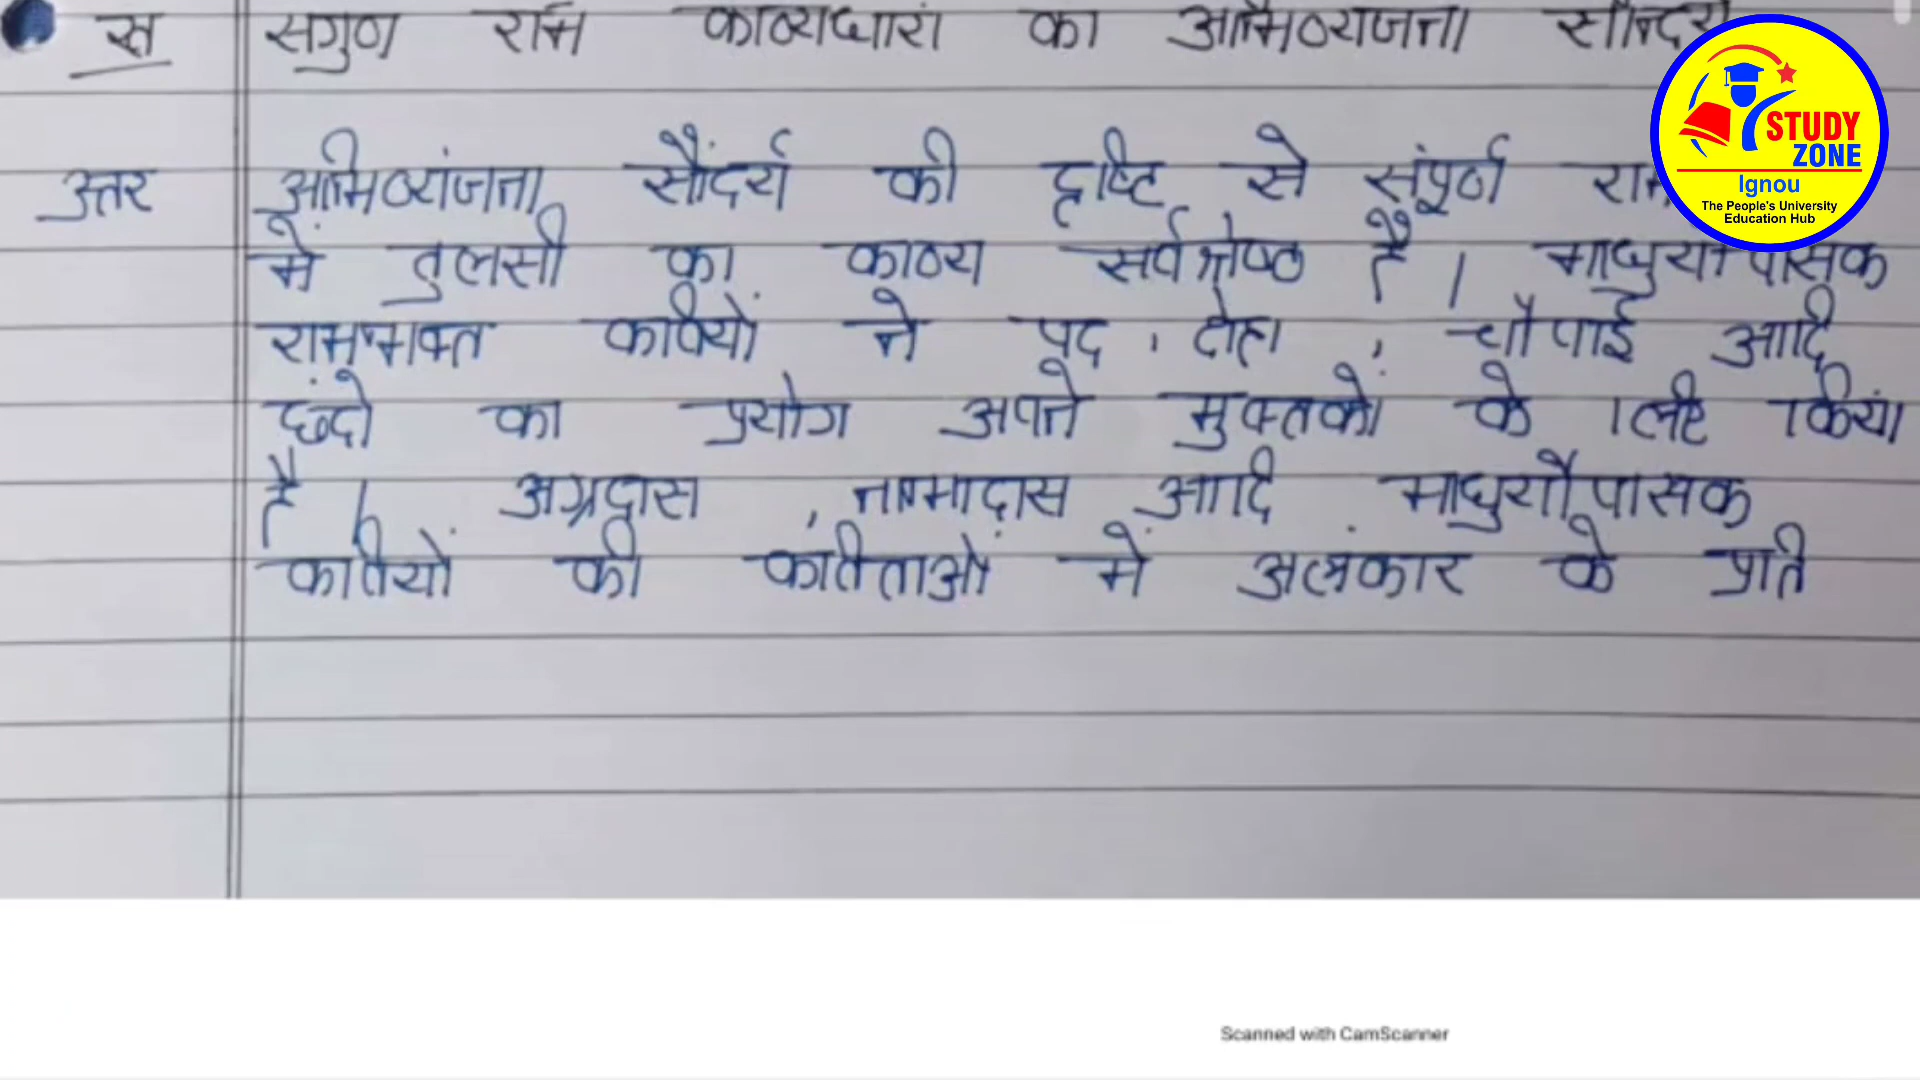 स सगुण राम काव्यधारा का अभिव्यंजना सौन्दर्य
उत्तर अभिव्यंजना सौंदर्य की दृष्टि से संपूर्ण
में तुलसी का काव्य सर्वश्रेष्ठ है । माधुर्योपासक
रामभक्त कवियों ने पद, दोहा, चौपाई आदि
छंदो का प्रयोग अपने मुक्तकों के लिए किया
है । अग्रदास, नाभादास आदि माधुर्योपासक
कवियों की कविताओं में अलंकार के प्रति
STUDY
ZONE
Ignou
The People's University
Education Hub
Scanned with CamScanner